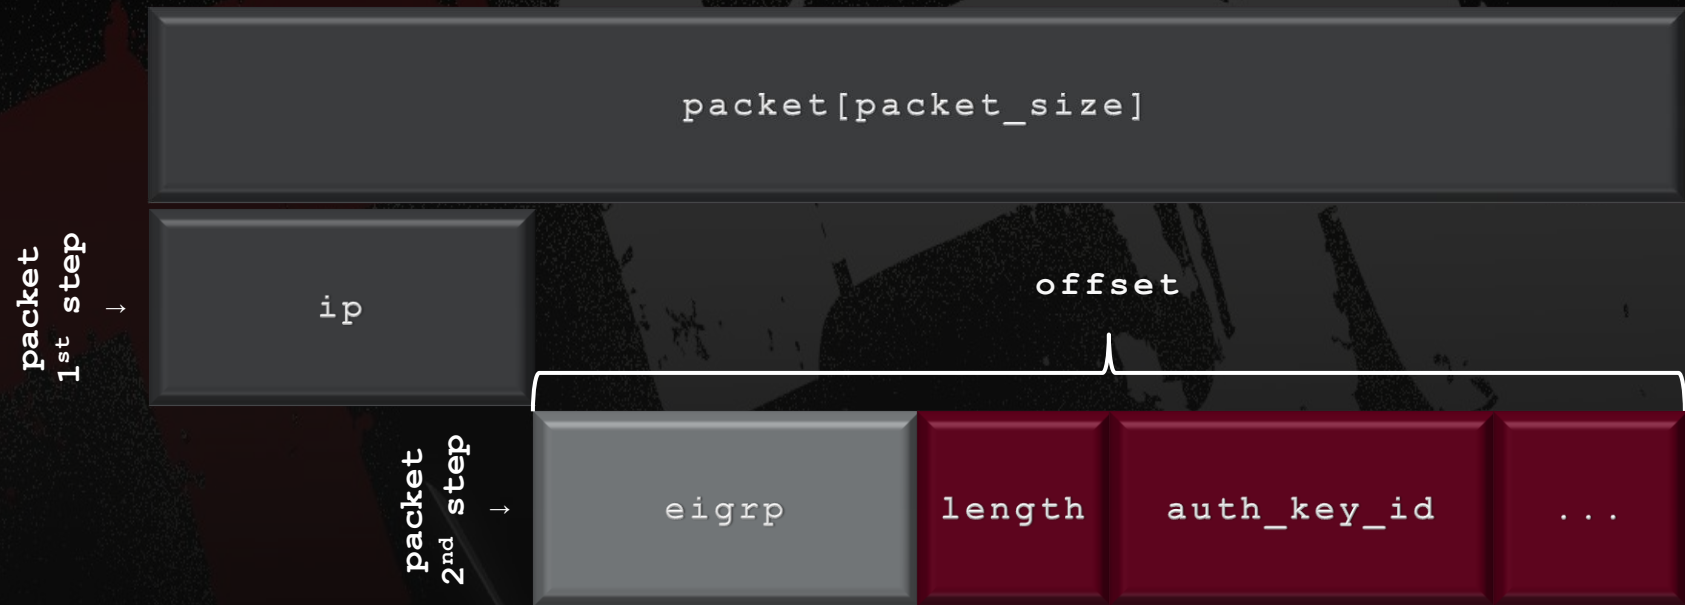 packet[packet_size]
packet
1st step
→
ip
offset
packet
2nd step
→
eigrp
length
auth_key_id
...